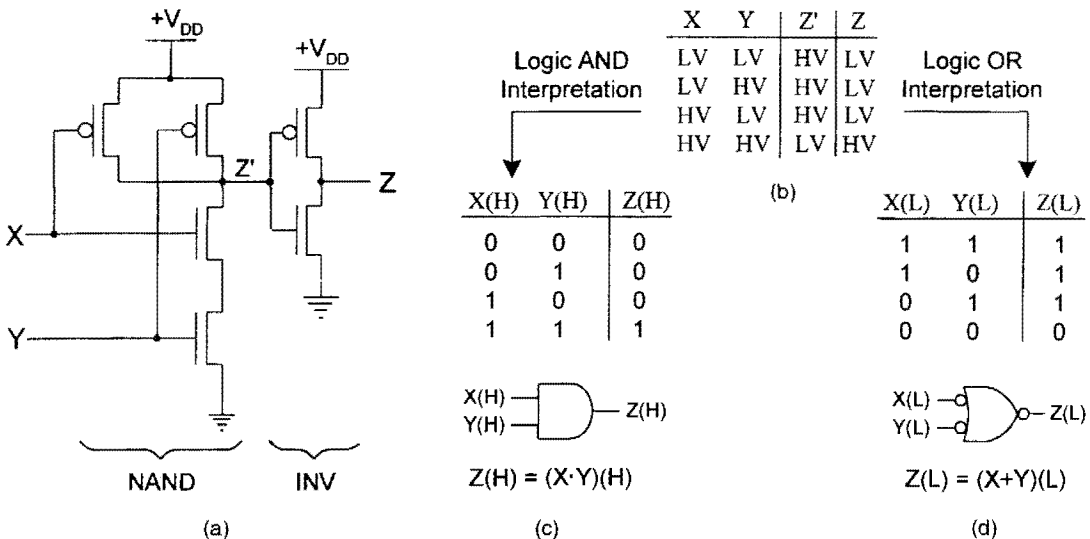 +V_DD
+V_DD
X
Y
Z'
Z
NAND
INV
(a)
X Y Z' Z
LV LV HV LV
LV HV HV LV
HV LV HV LV
HV HV LV HV
(b)
Logic AND
Interpretation
X(H) Y(H) Z(H)
0 0 0
0 1 0
1 0 0
1 1 1
X(H)
Y(H)
Z(H)
Z(H) = (X·Y)(H)
(c)
Logic OR
Interpretation
X(L) Y(L) Z(L)
1 1 1
1 0 1
0 1 1
0 0 0
X(L)
Y(L)
Z(L)
Z(L) = (X+Y)(L)
(d)